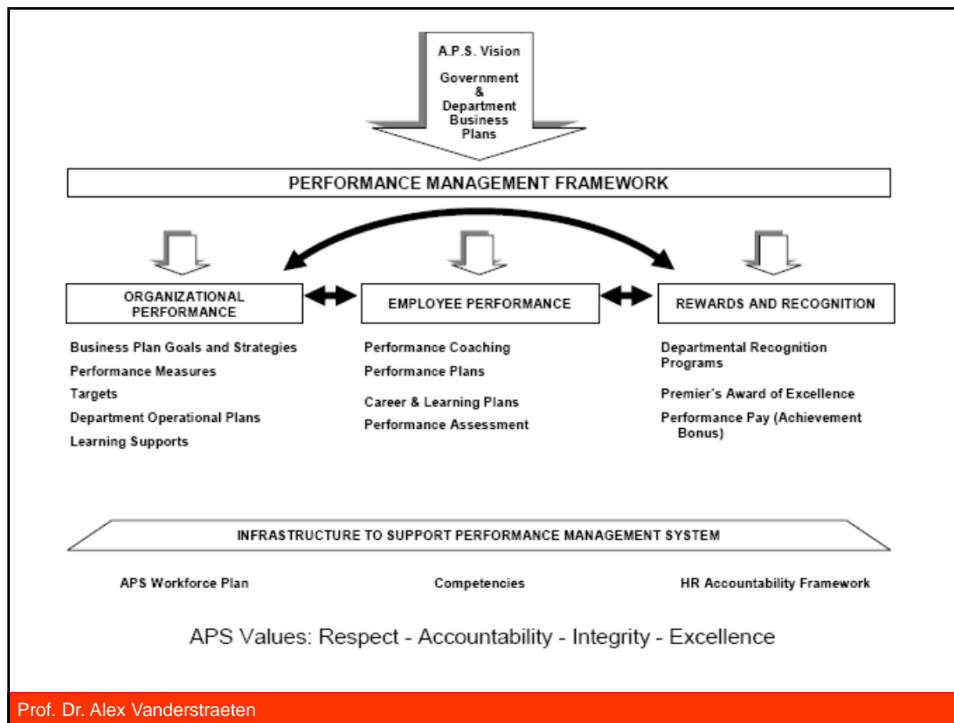 A.P.S. Vision
Government
&
Department
Business
Plans
PERFORMANCE MANAGEMENT FRAMEWORK
ORGANIZATIONAL
PERFORMANCE
Business Plan Goals and Strategies
Performance Measures
Targets
Department Operational Plans
Learning Supports
EMPLOYEE PERFORMANCE
Performance Coaching
Performance Plans
Career & Learning Plans
Performance Assessment
REWARDS AND RECOGNITION
Departmental Recognition
Programs
Premier's Award of Excellence
Performance Pay (Achievement
Bonus)
INFRASTRUCTURE TO SUPPORT PERFORMANCE MANAGEMENT SYSTEM
APS Workforce Plan
Competencies
HR Accountability Framework
APS Values: Respect - Accountability - Integrity - Excellence
Prof. Dr. Alex Vanderstraeten